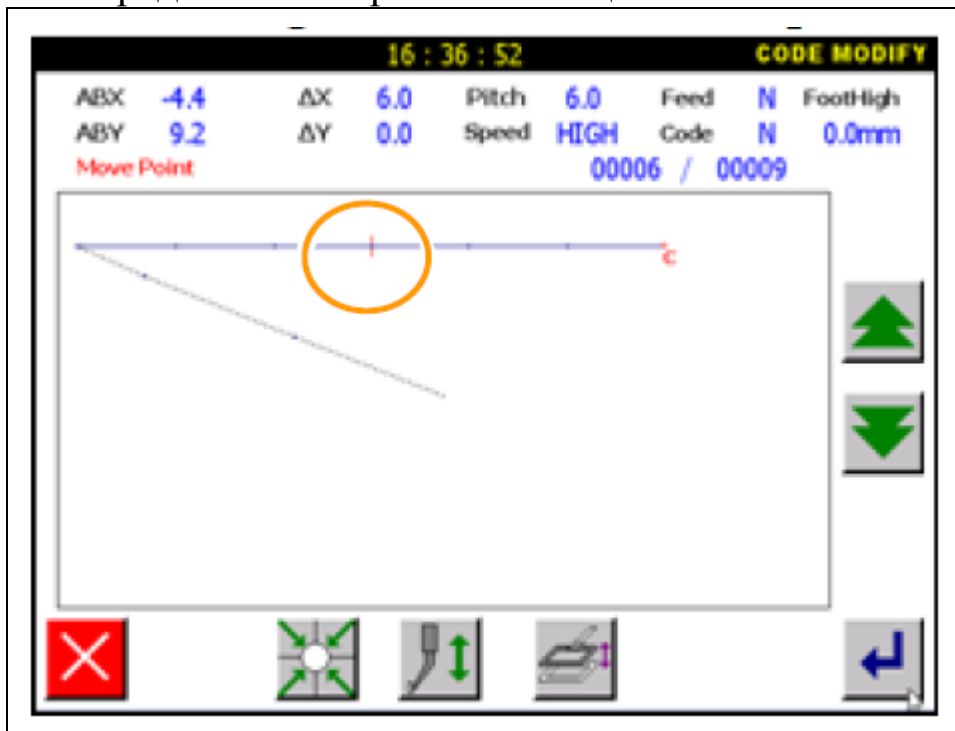 16 : 36 : 52 CODE MODIFY
ABX -4.4 ΔX 6.0 Pitch 6.0 Feed N FootHigh
ABY 9.2 ΔY 0.0 Speed HIGH Code N 0.0mm
Move Point 00006 / 00009
C